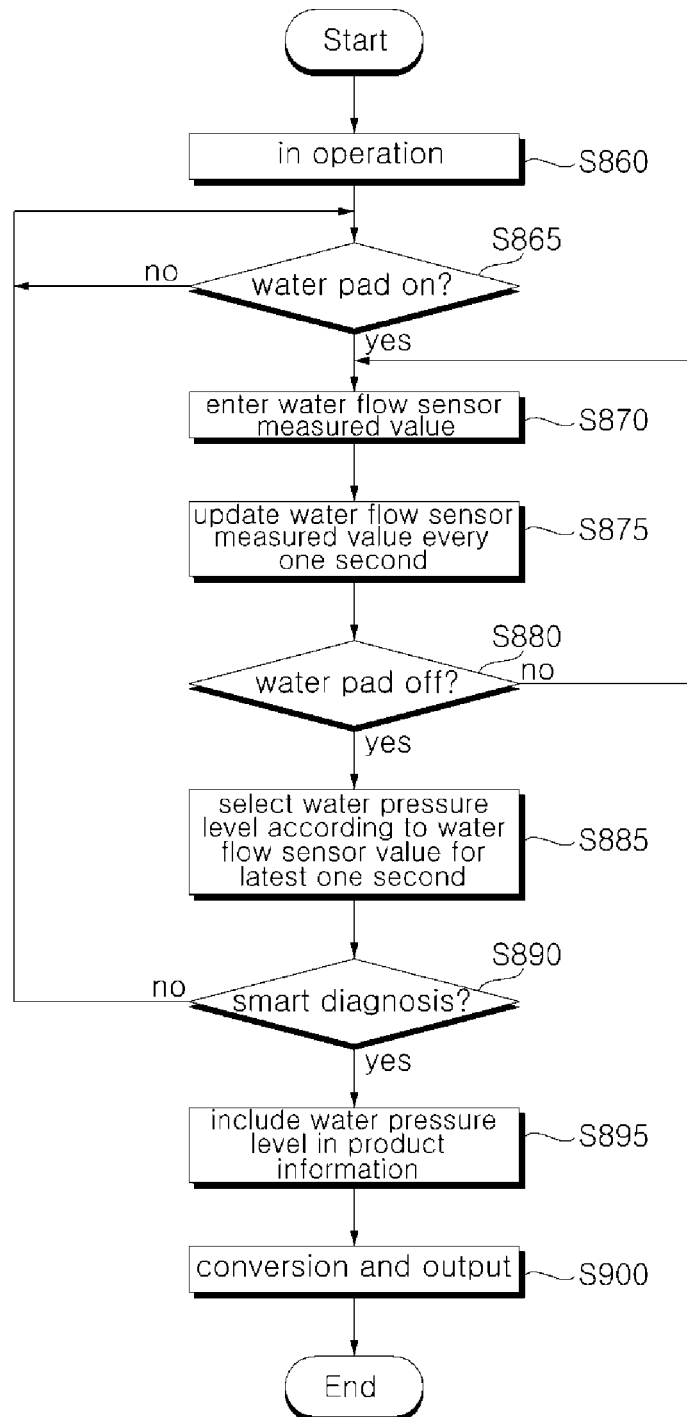 Start
in operation
S860
S865
no
water pad on?
yes
enter water flow sensor
measured value
S870
update water flow sensor
measured value every
one second
S875
S880
water pad off?
no
yes
select water pressure
level according to water
flow sensor value for
latest one second
S885
S890
no
smart diagnosis?
yes
include water pressure
level in product
information
S895
conversion and output
S900
End